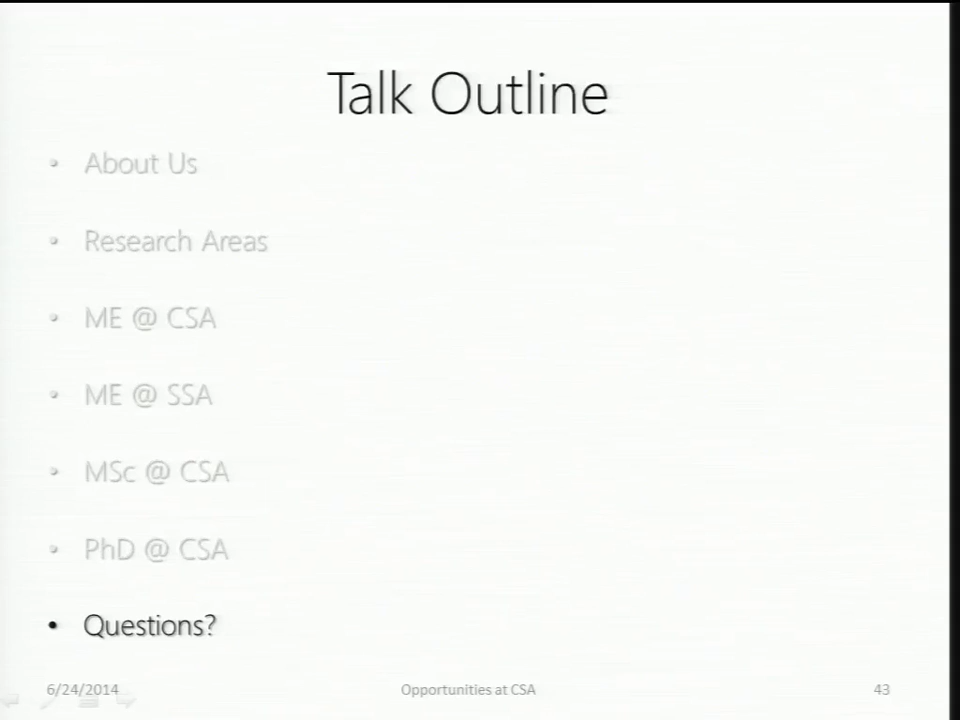 Talk Outline
• About Us
• Research Areas
• ME @ CSA
• ME @ SSA
• MSc @ CSA
• PhD @ CSA
• Questions?
6/24/2014 Opportunities at CSA 43